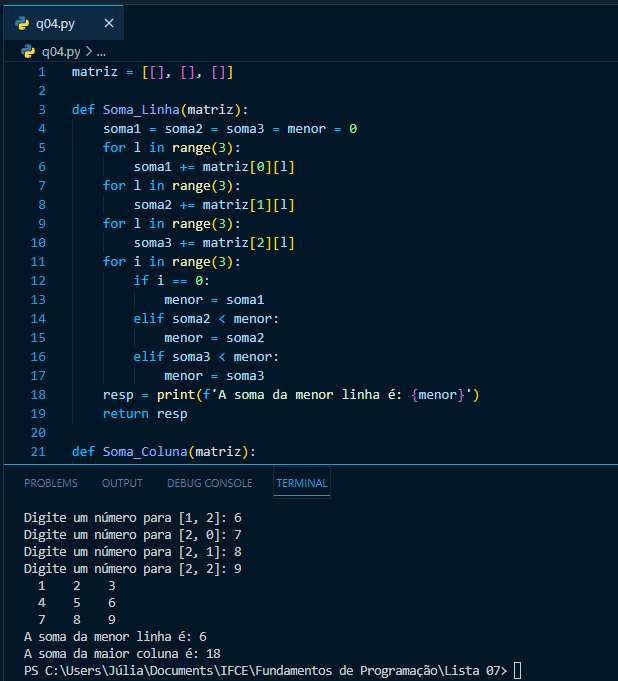 q04.py ×
q04.py > ...
1 matriz = [[], [], []]
2
3 def Soma_Linha(matriz):
4     soma1 = soma2 = soma3 = menor = 0
5     for l in range(3):
6         soma1 += matriz[0][l]
7     for l in range(3):
8         soma2 += matriz[1][l]
9     for l in range(3):
10         soma3 += matriz[2][l]
11     for i in range(3):
12         if i == 0:
13             menor = soma1
14         elif soma2 < menor:
15             menor = soma2
16         elif soma3 < menor:
17             menor = soma3
18     resp = print(f'A soma da menor linha é: {menor}')
19     return resp
20
21 def Soma_Coluna(matriz):
PROBLEMS OUTPUT DEBUG CONSOLE TERMINAL
Digite um número para [1, 2]: 6
Digite um número para [2, 0]: 7
Digite um número para [2, 1]: 8
Digite um número para [2, 2]: 9
1 2 3
4 5 6
7 8 9
A soma da menor linha é: 6
A soma da maior coluna é: 18
PS C:\Users\Júlia\Documents\IFCE\Fundamentos de Programação\Lista 07>